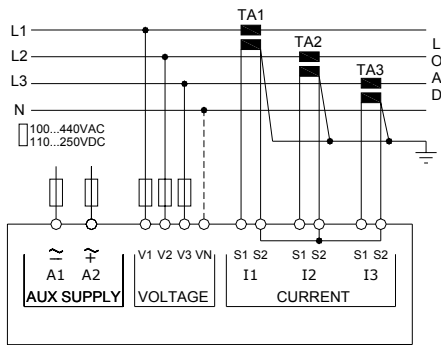 TA1
L1
TA2
L2
TA3
L3
N
LOAD
100...440VAC
110...250VDC
V1 V2 V3 VN
S1 S2 S1 S2 S1 S2
A1 A2
I1 I2 I3
AUX SUPPLY VOLTAGE CURRENT